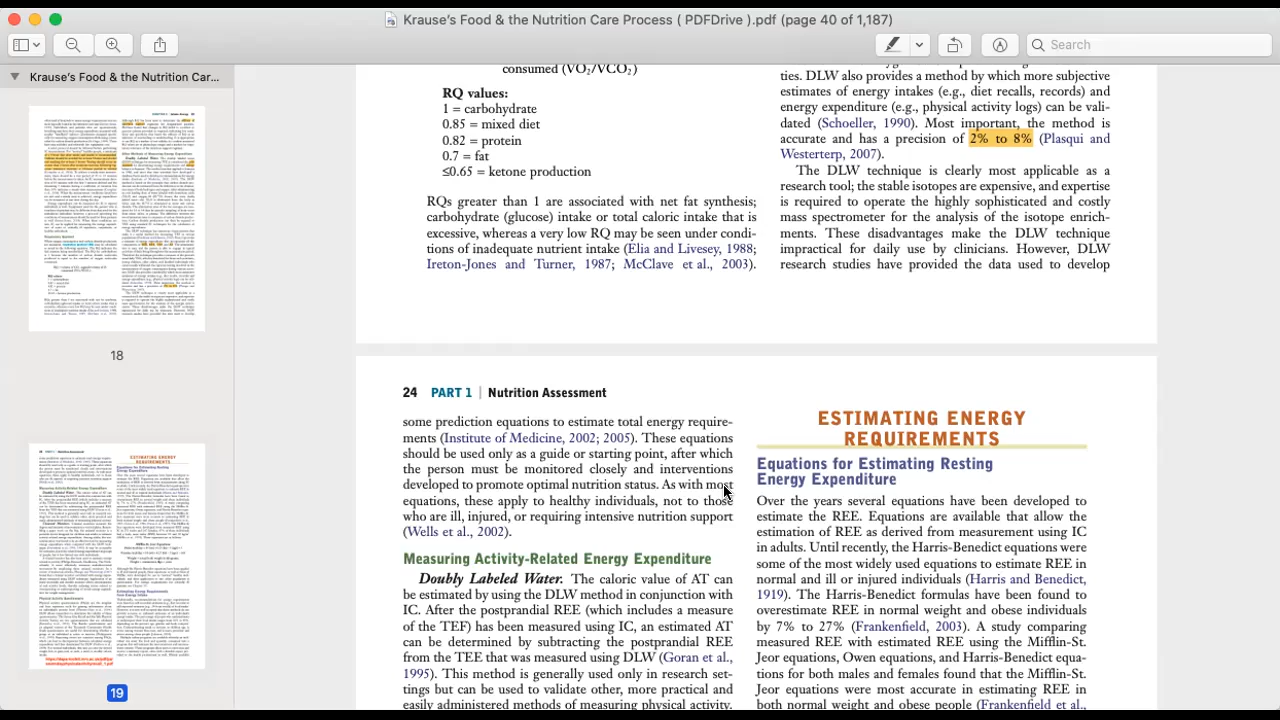 Krause's Food & the Nutrition Care Process ( PDFDrive ).pdf (page 40 of 1,187)
Search
Krause's Food & the Nutrition Car...
18
19
consumed (VO2/VCO2)
RQ values:
1 = carbohydrate
= mixed diet
0.82 = protein
0.7 = fat
≤0.65 = ketone production
RQs greater than 1 are associated with net fat synthesis,
carbohydrate (glucose) intake, or total caloric intake that is
excessive, whereas a very low RQ may be seen under condi-
tions of inadequate intake (Elia and Livesey, 1988;
and Turner, 1987; McClave et al., 2003).
ties. DLW also provides a method by which more subjective
estimates of energy intakes (e.g., diet recalls, records) and
energy expenditure (e.g., physical activity logs) can be vali-
dared (Schoeller, 1990). Most important, the method is
accurate and has a precision of 2% to 8% (Plasqui and
Westerterp, 2007).
The DLW technique is clearly most applicable as a
research tool; the stable isotopes are expensive, and expertise
is required to operate the highly sophisticated and costly
mass spectrometer for the analysis of the isotope enrich-
ments. These disadvantages make the DLW technique
impractical for daily use by clinicians. However, DLW
research studies have provided the data used to develop
24 PART 1 | Nutrition Assessment
some prediction equations to estimate total energy require-
ments (Institute of Medicine, 2002; 2005). These equations
should be used only as a guide or starting point, after which
the person must be monitored closely and interventions
developed to promote optimal nutrition status. As with most
equations, they apply to healthy individuals, not to those
who are ill, injured, or requiring intensive nutrition support
(Wells et al., 2002).
Measuring Activity-Related Energy Expenditure
Doubly Labeled Water. The caloric value of AT can
be estimated by using the DLW method in conjunction with
IC. After the postprandial REE (which includes a measure
of the TEF) has been measured using IC, an estimated AT
can be determined by subtracting the postprandial REE
from the TEE that is measured using DLW (Goran et al.,
1995). This method is generally used only in research set-
tings but can be used to validate other, more practical and
easily administered methods of measuring physical activity.
ESTIMATING ENERGY
REQUIREMENTS
Equations for Estimating Resting
Energy Expenditure
Over the years several equations have been developed to
estimate the REE. Equations are available that allow the
estimation of REE as derived from measurement using IC
in adults. Until recently, the Harris-Benedict equations were
some of the most widely used equations to estimate REE in
normal and ill or injured individuals (Harris and Benedict,
1919). The Harris-Benedict formulas have been found to
overestimate REE in normal weight and obese individuals
by 7% to 27% (Frankenfield, 2003). A study comparing
measured REE with estimated REE using the Mifflin-St.
Jeor equations, Owen equations, and Harris-Benedict equa-
tions for both males and females found that the Mifflin-St.
Jeor equations were most accurate in estimating REE in
both normal weight and obese people (Frankenfield et al.,